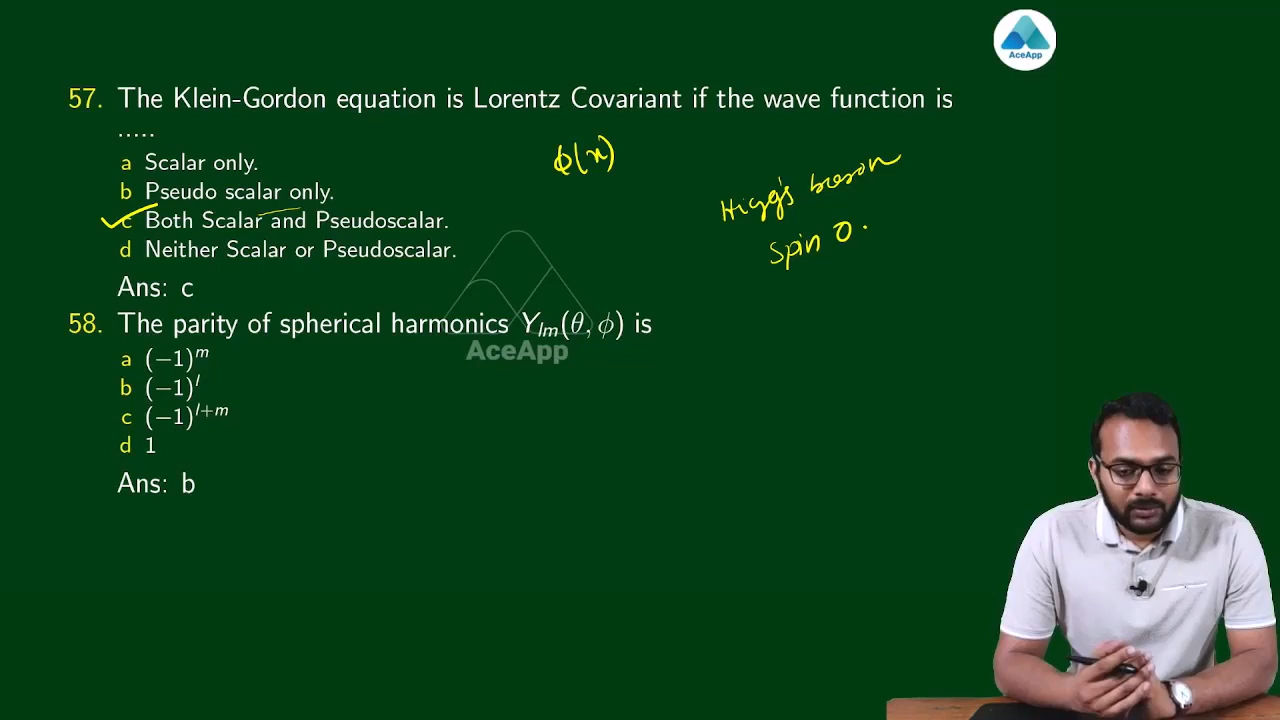 AceApp
57. The Klein-Gordon equation is Lorentz Covariant if the wave function is
.....
a Scalar only.
b Pseudo scalar only.
c Both Scalar and Pseudoscalar.
d Neither Scalar or Pseudoscalar.
Ans: c
ϕ(x)
Higg's boson
Spin 0.
58. The parity of spherical harmonics Yₗₘ(θ, ϕ) is
a (−1)ᵐ
b (−1)ˡ
c (−1)ˡ⁺ᵐ
d 1
Ans: b
AceApp